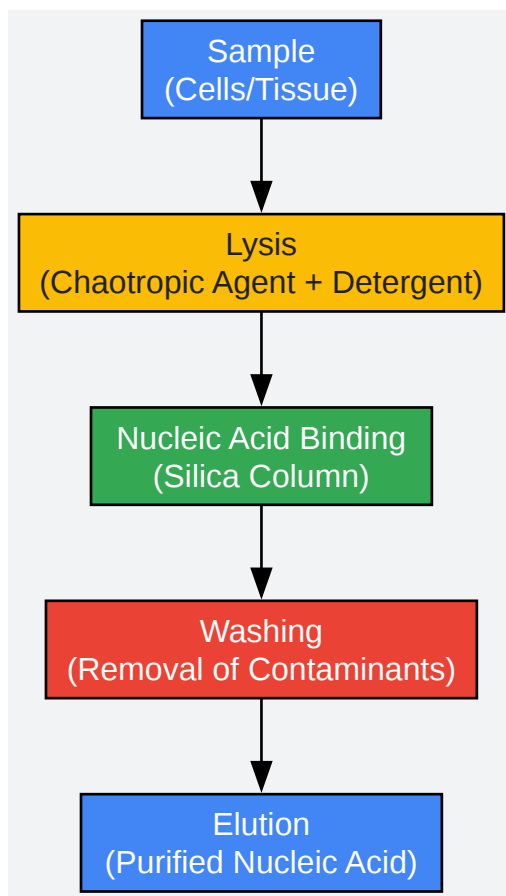 Sample
(Cells/Tissue)
Lysis
(Chaotropic Agent + Detergent)
Nucleic Acid Binding
(Silica Column)
Washing
(Removal of Contaminants)
Elution
(Purified Nucleic Acid)